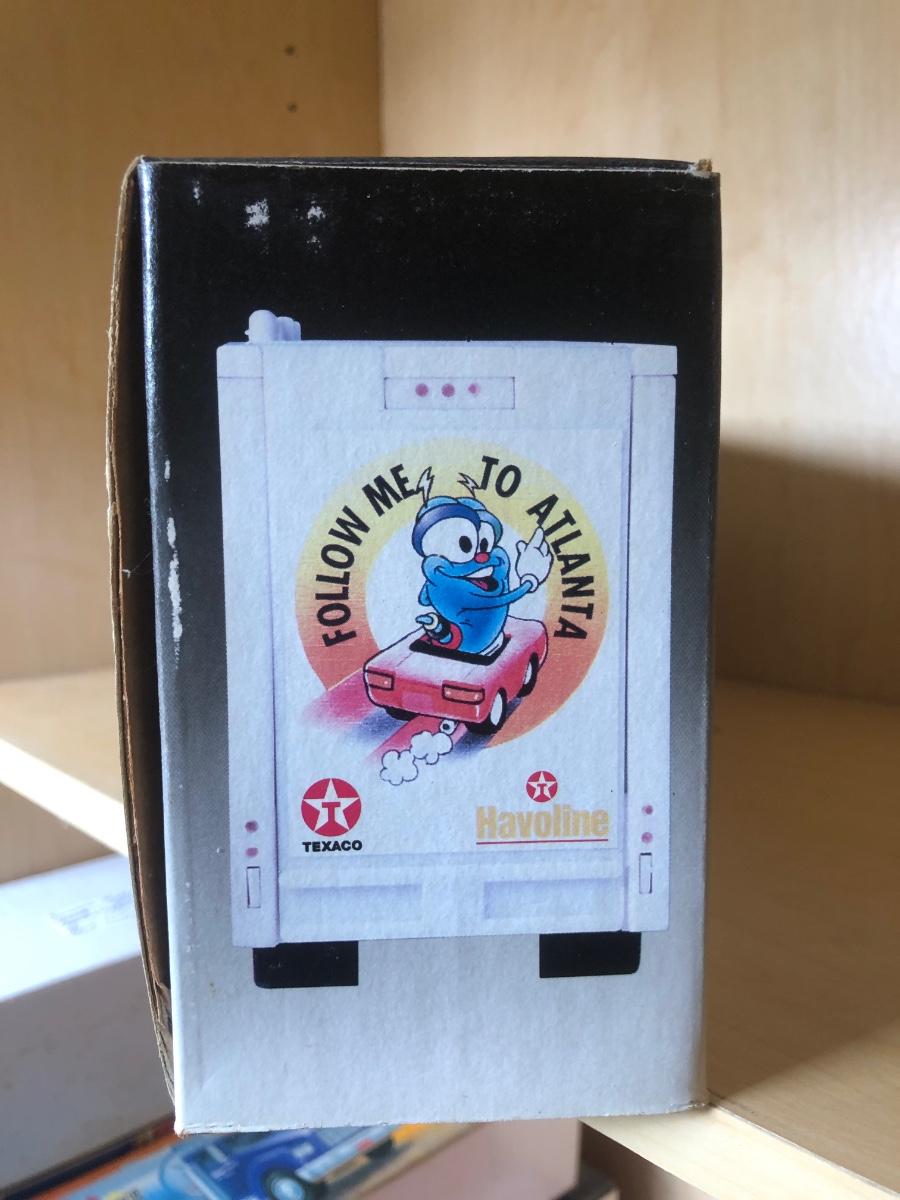 FOLLOW ME TO ATLANTA
T
TEXACO
T
Havoline